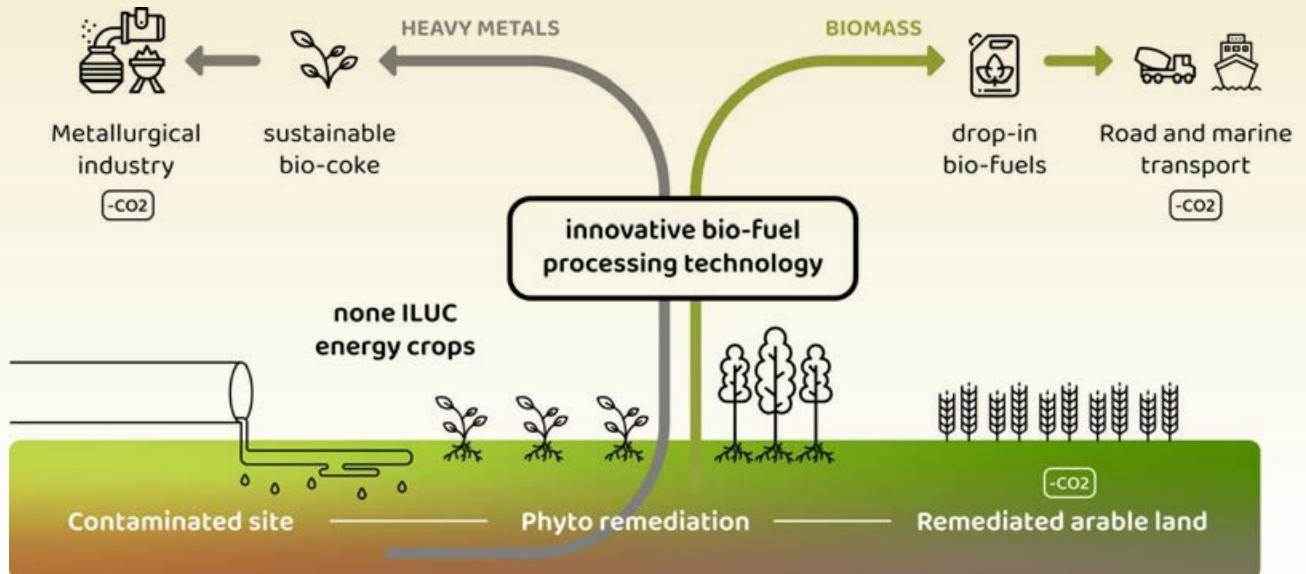 HEAVY METALS
BIOMASS
Metallurgical
industry
-CO2
sustainable
bio-coke
drop-in
bio-fuels
Road and marine
transport
-CO2
innovative bio-fuel
processing technology
none ILUC
energy crops
-CO2
Contaminated site
Phyto remediation
Remediated arable land